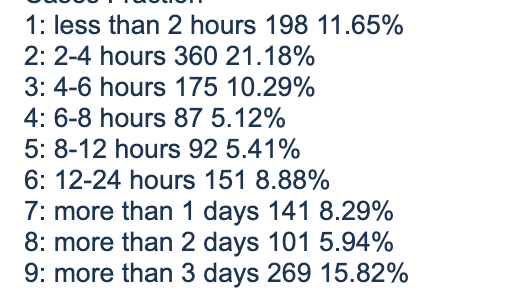 1: less than 2 hours 198 11.65%
2: 2-4 hours 360 21.18%
3: 4-6 hours 175 10.29%
4: 6-8 hours 87 5.12%
5: 8-12 hours 92 5.41%
6: 12-24 hours 151 8.88%
7: more than 1 days 141 8.29%
8: more than 2 days 101 5.94%
9: more than 3 days 269 15.82%